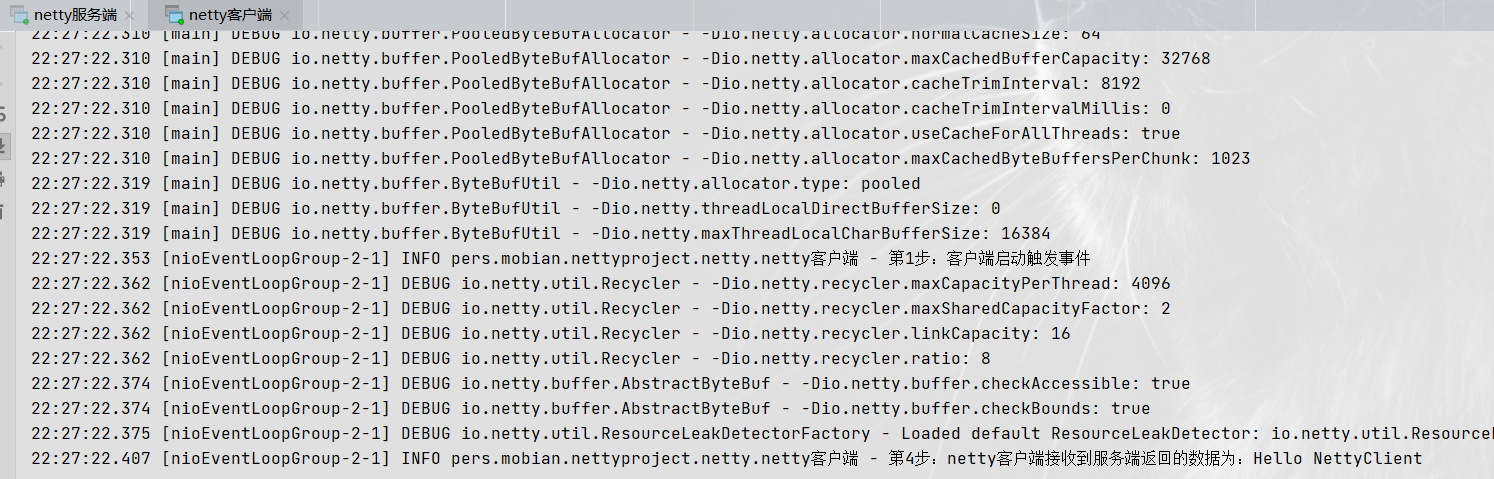 netty服务端 netty客户端
22:27:22.310 [main] DEBUG io.netty.buffer.PooledByteBufAllocator - -Dio.netty.allocator.normalCacheSize: 64
22:27:22.310 [main] DEBUG io.netty.buffer.PooledByteBufAllocator - -Dio.netty.allocator.maxCachedBufferCapacity: 32768
22:27:22.310 [main] DEBUG io.netty.buffer.PooledByteBufAllocator - -Dio.netty.allocator.cacheTrimInterval: 8192
22:27:22.310 [main] DEBUG io.netty.buffer.PooledByteBufAllocator - -Dio.netty.allocator.cacheTrimIntervalMillis: 0
22:27:22.310 [main] DEBUG io.netty.buffer.PooledByteBufAllocator - -Dio.netty.allocator.useCacheForAllThreads: true
22:27:22.310 [main] DEBUG io.netty.buffer.PooledByteBufAllocator - -Dio.netty.allocator.maxCachedByteBuffersPerChunk: 1023
22:27:22.319 [main] DEBUG io.netty.buffer.ByteBufUtil - -Dio.netty.allocator.type: pooled
22:27:22.319 [main] DEBUG io.netty.buffer.ByteBufUtil - -Dio.netty.threadLocalDirectBufferSize: 0
22:27:22.319 [main] DEBUG io.netty.buffer.ByteBufUtil - -Dio.netty.maxThreadLocalCharBufferSize: 16384
22:27:22.353 [nioEventLoopGroup-2-1] INFO pers.mobian.nettyproject.netty.netty客户端 - 第1步：客户端启动触发事件
22:27:22.362 [nioEventLoopGroup-2-1] DEBUG io.netty.util.Recycler - -Dio.netty.recycler.maxCapacityPerThread: 4096
22:27:22.362 [nioEventLoopGroup-2-1] DEBUG io.netty.util.Recycler - -Dio.netty.recycler.maxSharedCapacityFactor: 2
22:27:22.362 [nioEventLoopGroup-2-1] DEBUG io.netty.util.Recycler - -Dio.netty.recycler.linkCapacity: 16
22:27:22.362 [nioEventLoopGroup-2-1] DEBUG io.netty.util.Recycler - -Dio.netty.recycler.ratio: 8
22:27:22.374 [nioEventLoopGroup-2-1] DEBUG io.netty.buffer.AbstractByteBuf - -Dio.netty.buffer.checkAccessible: true
22:27:22.374 [nioEventLoopGroup-2-1] DEBUG io.netty.buffer.AbstractByteBuf - -Dio.netty.buffer.checkBounds: true
22:27:22.375 [nioEventLoopGroup-2-1] DEBUG io.netty.util.ResourceLeakDetectorFactory - Loaded default ResourceLeakDetector: io.netty.util.Resource
22:27:22.407 [nioEventLoopGroup-2-1] INFO pers.mobian.nettyproject.netty.netty客户端 - 第4步：netty客户端接收到服务端返回的数据为：Hello NettyClient